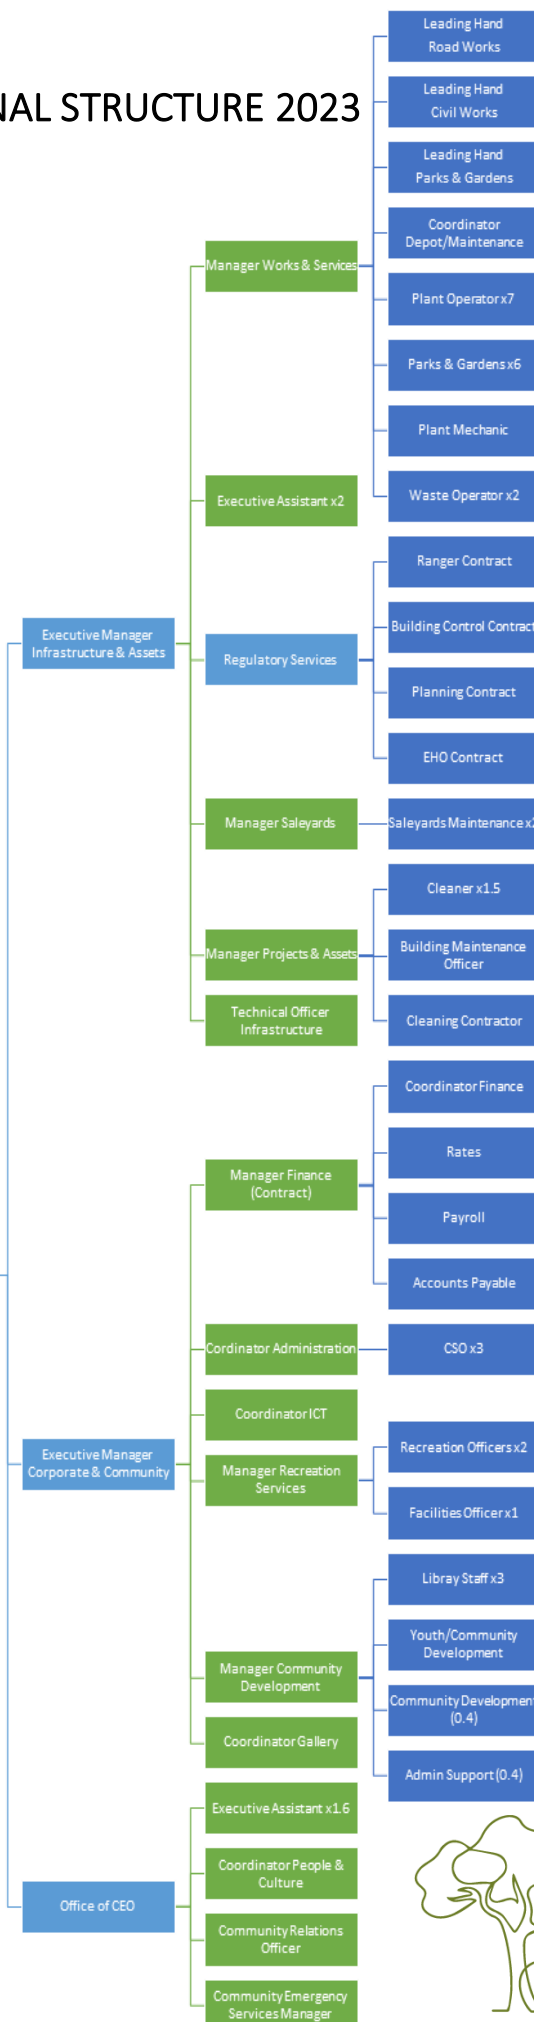 NAL STRUCTURE 2023
Leading Hand
Road Works
Leading Hand
Civil Works
Leading Hand
Parks & Gardens
Coordinator
Depot/Maintenance
Manager Works & Services
Plant Operator x7
Parks & Gardens x6
Plant Mechanic
Executive Assistant x2
Waste Operator x2
Ranger Contract
Executive Manager
Infrastructure & Assets
Building Control Contract
Regulatory Services
Planning Contract
EHO Contract
Manager Saleyards
Saleyards Maintenance x2
Cleaner x1.5
Manager Projects & Assets
Building Maintenance
Officer
Technical Officer
Infrastructure
Cleaning Contractor
Coordinator Finance
Rates
Manager Finance
(Contract)
Payroll
Accounts Payable
Cordinator Administration
CSO x3
Coordinator ICT
Executive Manager
Corporate & Community
Recreation Officers x2
Manager Recreation
Services
Facilities Officer x1
Libray Staff x3
Youth/Community
Development
Manager Community
Development
Community Development
(0.4)
Coordinator Gallery
Admin Support (0.4)
Executive Assistant x1.6
Coordinator People &
Culture
Office of CEO
Community Relations
Officer
Community Emergency
Services Manager